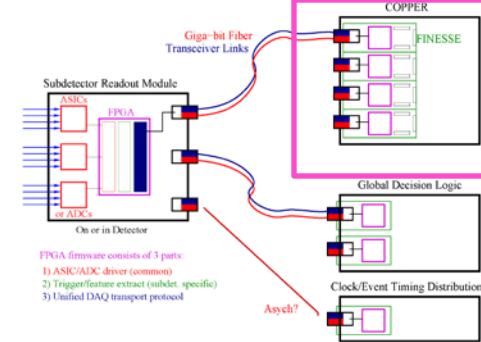 COPPER
Giga-bit Fiber
Transceiver Links
FINESSE
Subdetector Readout Module
ASICs
FPGA
or ADCs
On or in Detector
Global Decision Logic
FPGA firmware consists of 3 parts:
1) ASIC/ADC driver (common)
2) Trigger/feature extract (subdet. specific)
3) Unified DAQ transport protocol
Clock/Event Timing Distribution
Asych?